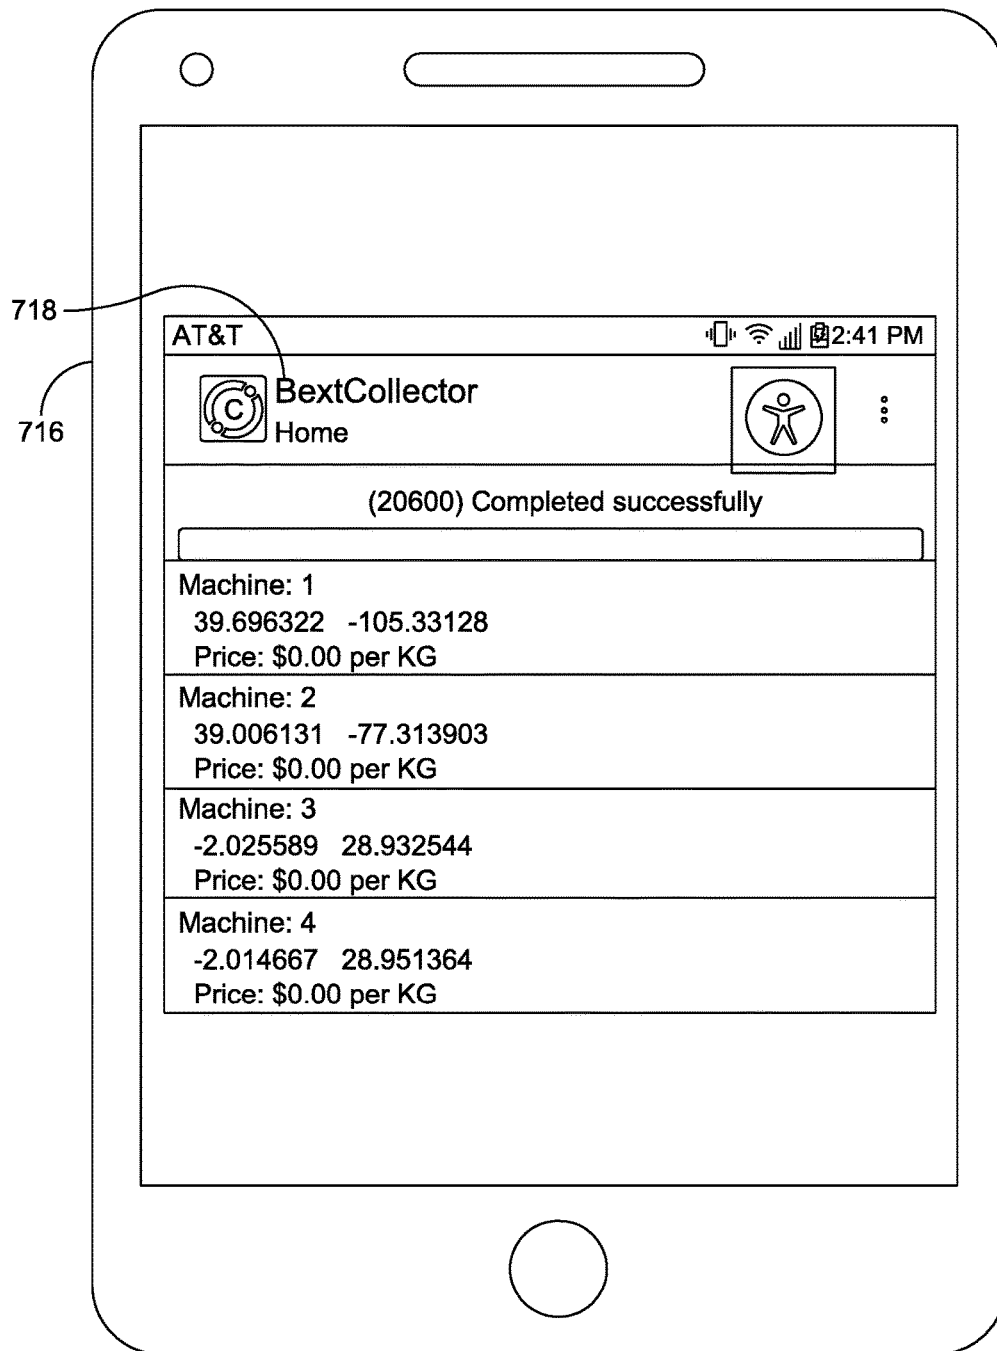 718
716
AT&T 2:41 PM
C
BextCollector
Home
(20600) Completed successfully
Machine: 1
39.696322 -105.33128
Price: $0.00 per KG
Machine: 2
39.006131 -77.313903
Price: $0.00 per KG
Machine: 3
-2.025589 28.932544
Price: $0.00 per KG
Machine: 4
-2.014667 28.951364
Price: $0.00 per KG